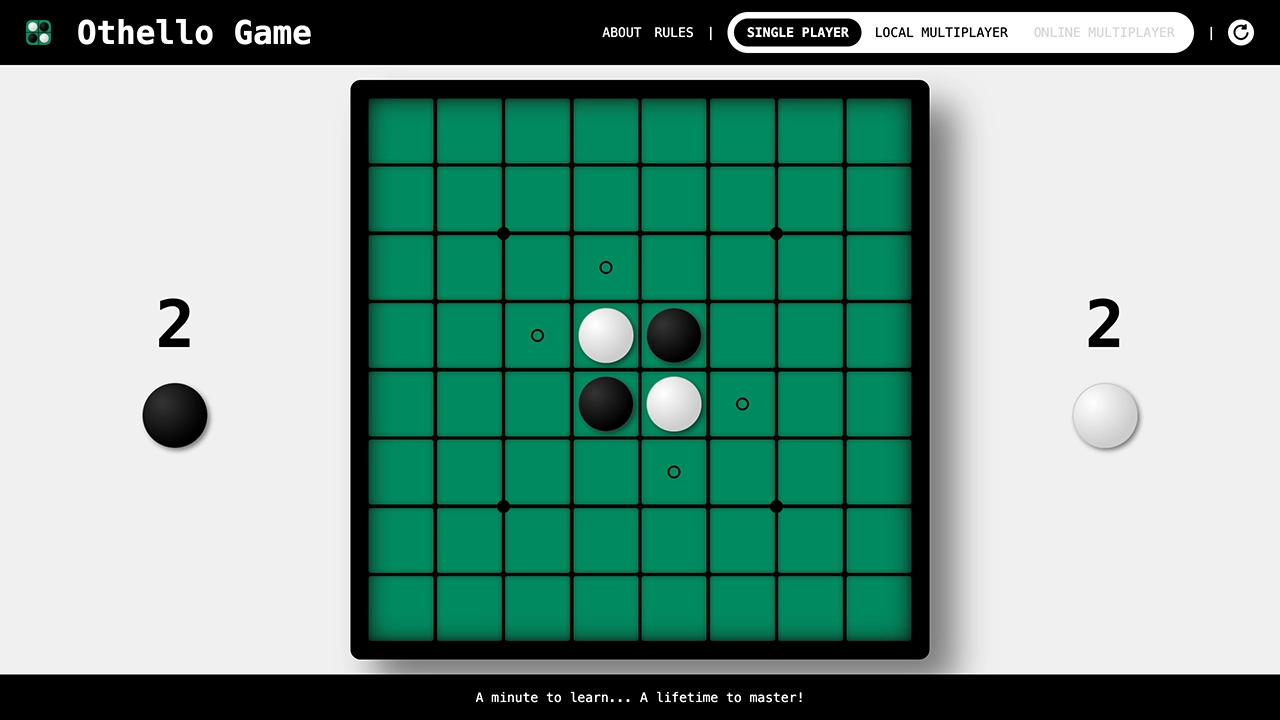 Othello Game
ABOUT RULES | SINGLE PLAYER LOCAL MULTIPLAYER ONLINE MULTIPLAYER |
2
2
A minute to learn... A lifetime to master!